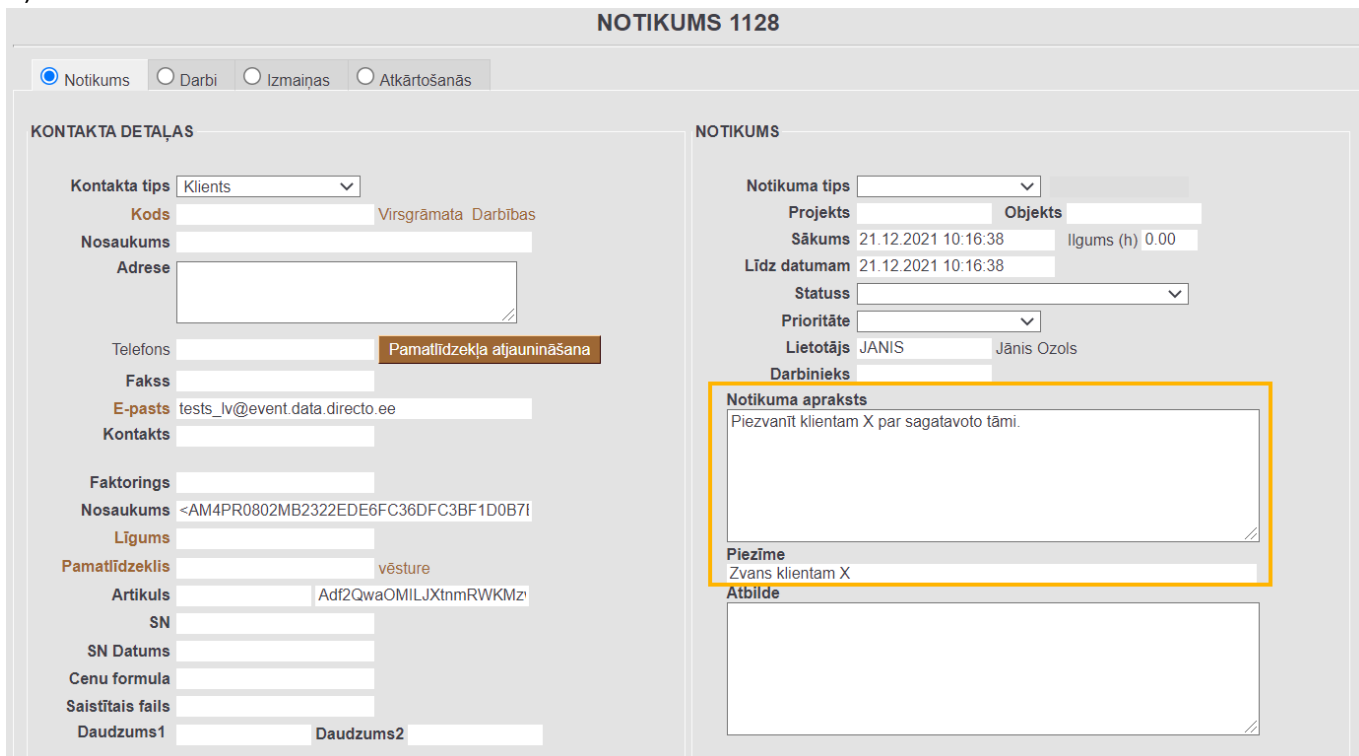 NOTIKUMS 1128
Notikums Darbi Izmaiņas Atkārtošanās
KONTAKTA DETAĻAS
Kontakta tips Klients
Kods Virsgrāmata Darbības
Nosaukums
Adrese
Telefons Pamatlīdzekļa atjaunināšana
Fakss
E-pasts tests_lv@event.data.directo.ee
Kontakts
Faktorings
Nosaukums
Līgums
Pamatlīdzeklis vēsture
Artikuls
SN
SN Datums
Cenu formula
Saistītais fails
Daudzums1 Daudzums2
NOTIKUMS
Notikuma tips
Projekts Objekts
Sākums 21.12.2021 10:16:38 Ilgums (h) 0.00
Līdz datumam 21.12.2021 10:16:38
Statuss
Prioritāte
Lietotājs JANIS Jānis Ozols
Darbinieks
Notikuma apraksts
Piezvanīt klientam X par sagatavoto tāmi.
Piezīme
Zvans klientam X
Atbilde